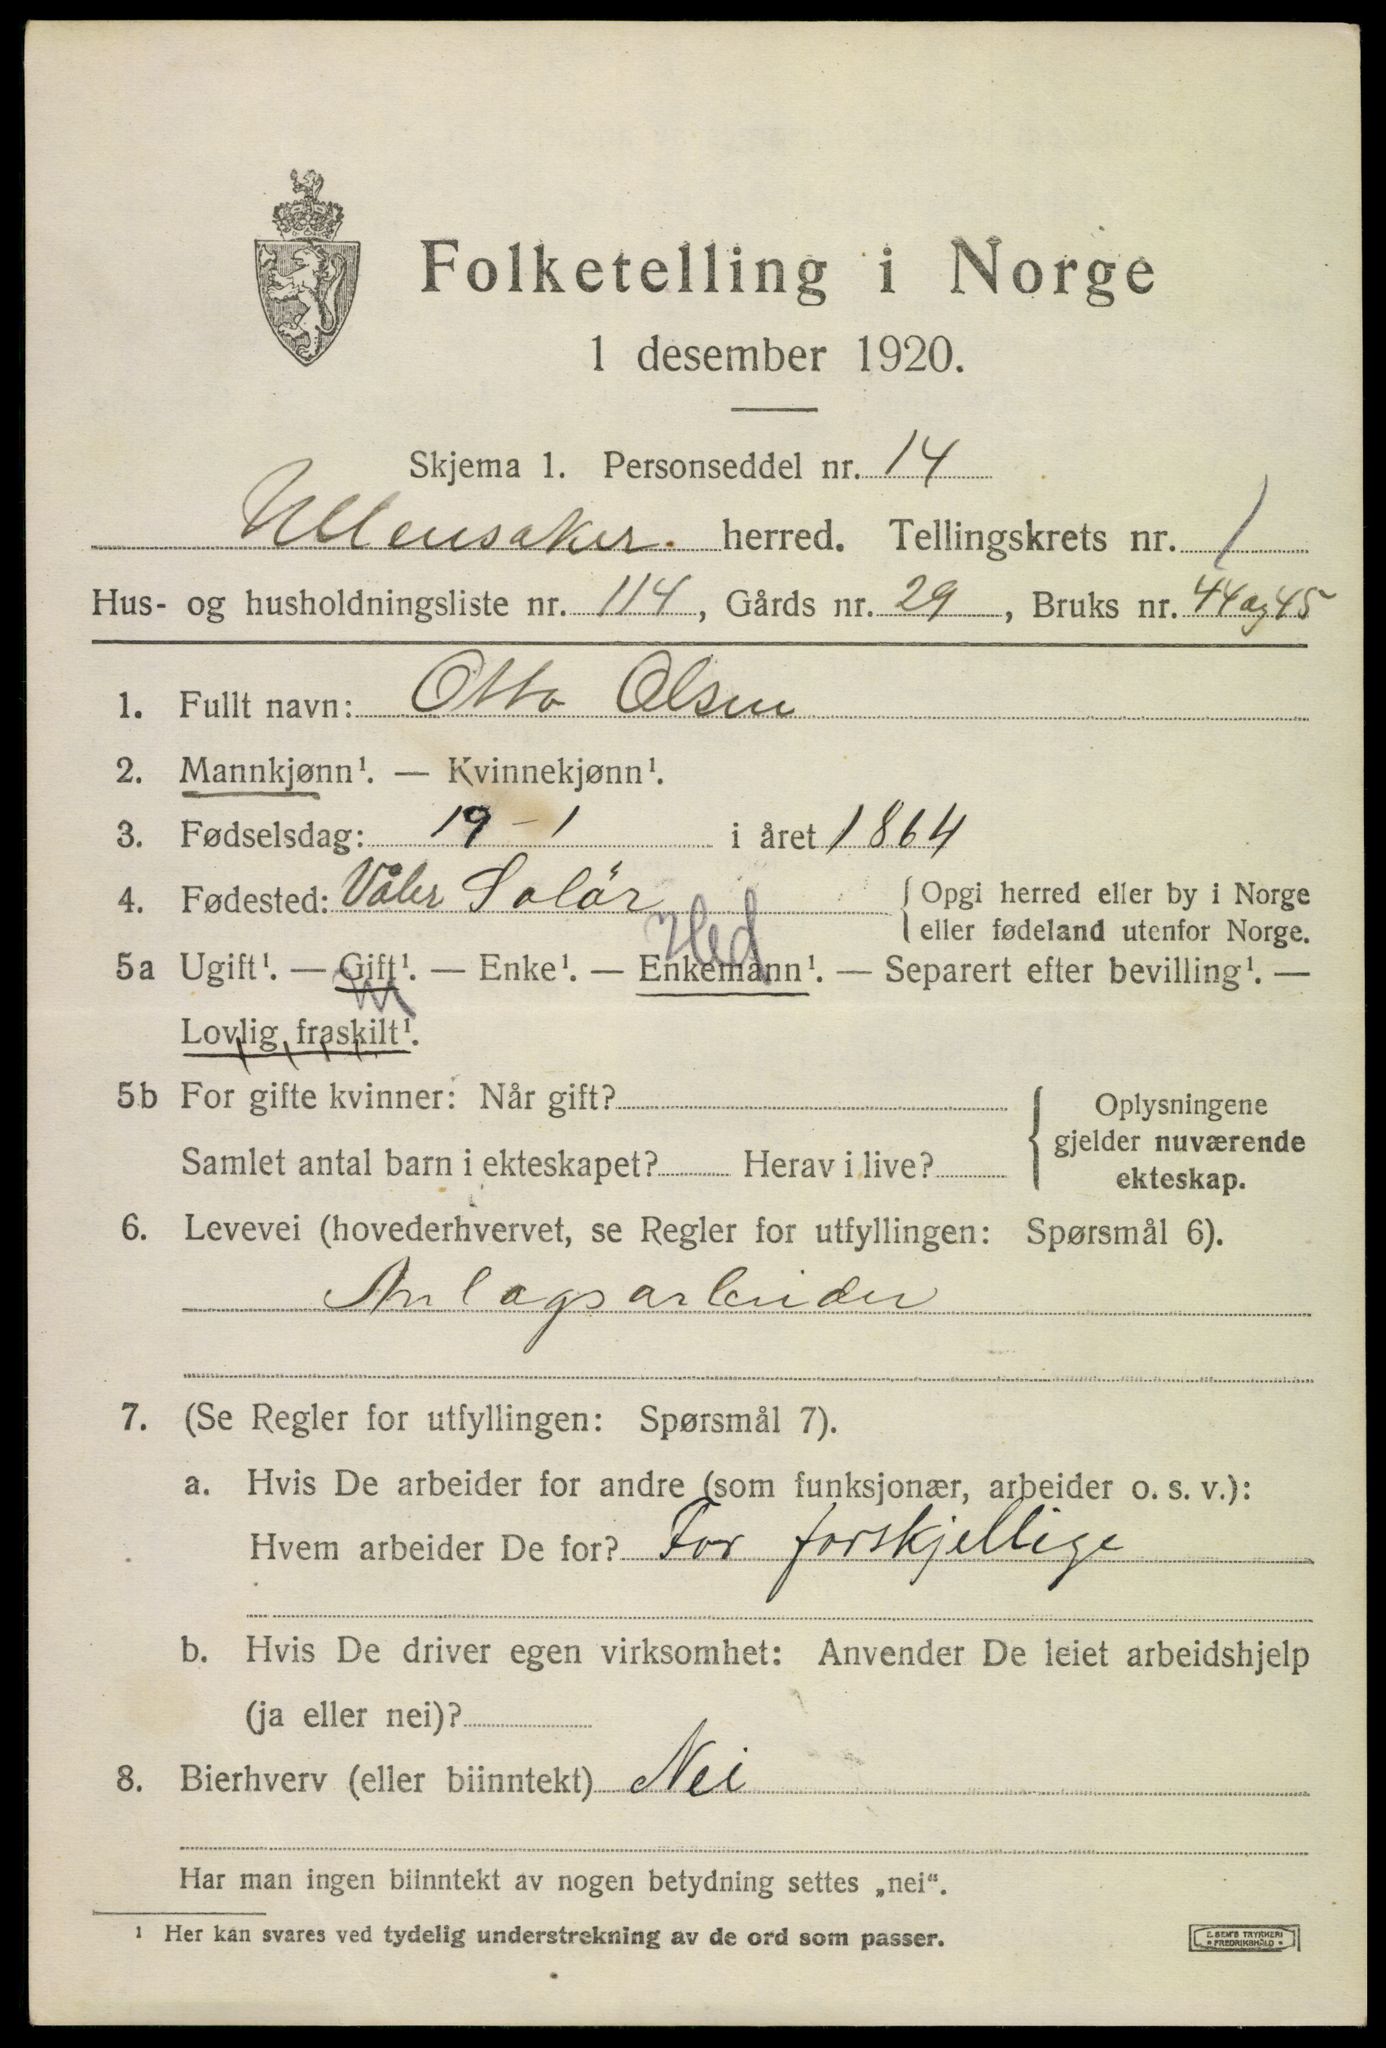 Folketelling i Norge
1 desember 1920.
Skjema 1. Personseddel nr. 14
Ullensaker. herred. Tellingskrets nr. 1
Hus- og husholdningsliste nr. 114, Gårds nr. 29, Bruks nr. 44 og 45
1. Fullt navn: Otto Olsen
2. Mannkjønn¹. — Kvinnekjønn¹.
3. Fødselsdag: 19-1 i året 1864
4. Fødested: Våler Solör { Opgi herred eller by i Norge
eller fødeland utenfor Norge.
Hed
5a Ugift¹. — Gift¹. — Enke¹. — Enkemann¹. — Separert efter bevilling¹. —
Lovlig fraskilt¹.
5b For gifte kvinner: Når gift?
Samlet antal barn i ekteskapet? Herav i live?
{ Oplysningene
gjelder nuværende
ekteskap.
6. Levevei (hovederhvervet, se Regler for utfyllingen: Spørsmål 6).
Anlagsarbeider
7. (Se Regler for utfyllingen: Spørsmål 7).
a. Hvis De arbeider for andre (som funksjonær, arbeider o. s. v.):
Hvem arbeider De for? For forskjellige
b. Hvis De driver egen virksomhet: Anvender De leiet arbeidshjelp
(ja eller nei)?
8. Bierhverv (eller biinntekt) Nei
Har man ingen biinntekt av nogen betydning settes „nei“.
¹ Her kan svares ved tydelig understrekning av de ord som passer.
E. SEM'S TRYKKERI
FREDRIKSHALD